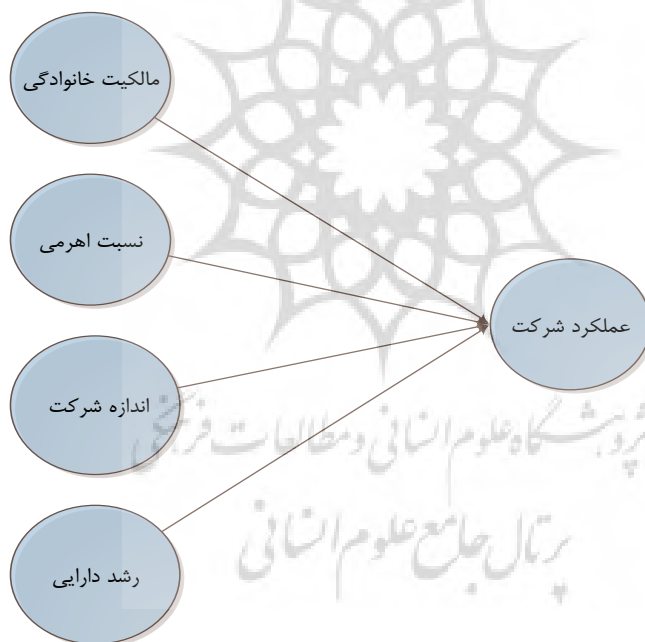 مالکیت خانوادگی
نسبت اهرمی
عملکرد شرکت
اندازه شرکت
پژوهشگاه علوم انسانی و مطالعات فرهنگی
رشد دارایی
پرتال جامع علوم انسانی